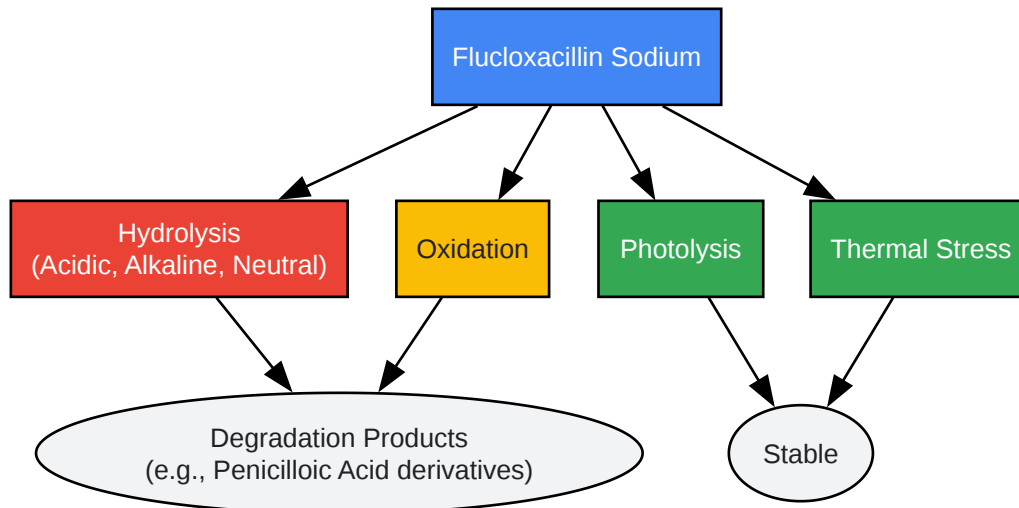 Flucloxacillin Sodium
Hydrolysis
(Acidic, Alkaline, Neutral)
Oxidation
Photolysis
Thermal Stress
Degradation Products
(e.g., Penicilloic Acid derivatives)
Stable